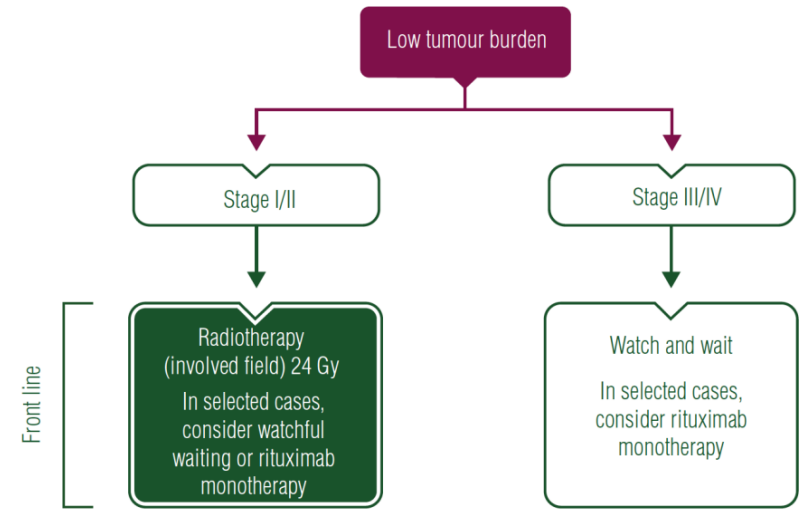 Low tumour burden
Stage I/II
Stage III/IV
Front line
Radiotherapy
(involved field) 24 Gy
In selected cases,
consider watchful
waiting or rituximab
monotherapy
Watch and wait
In selected cases,
consider rituximab
monotherapy